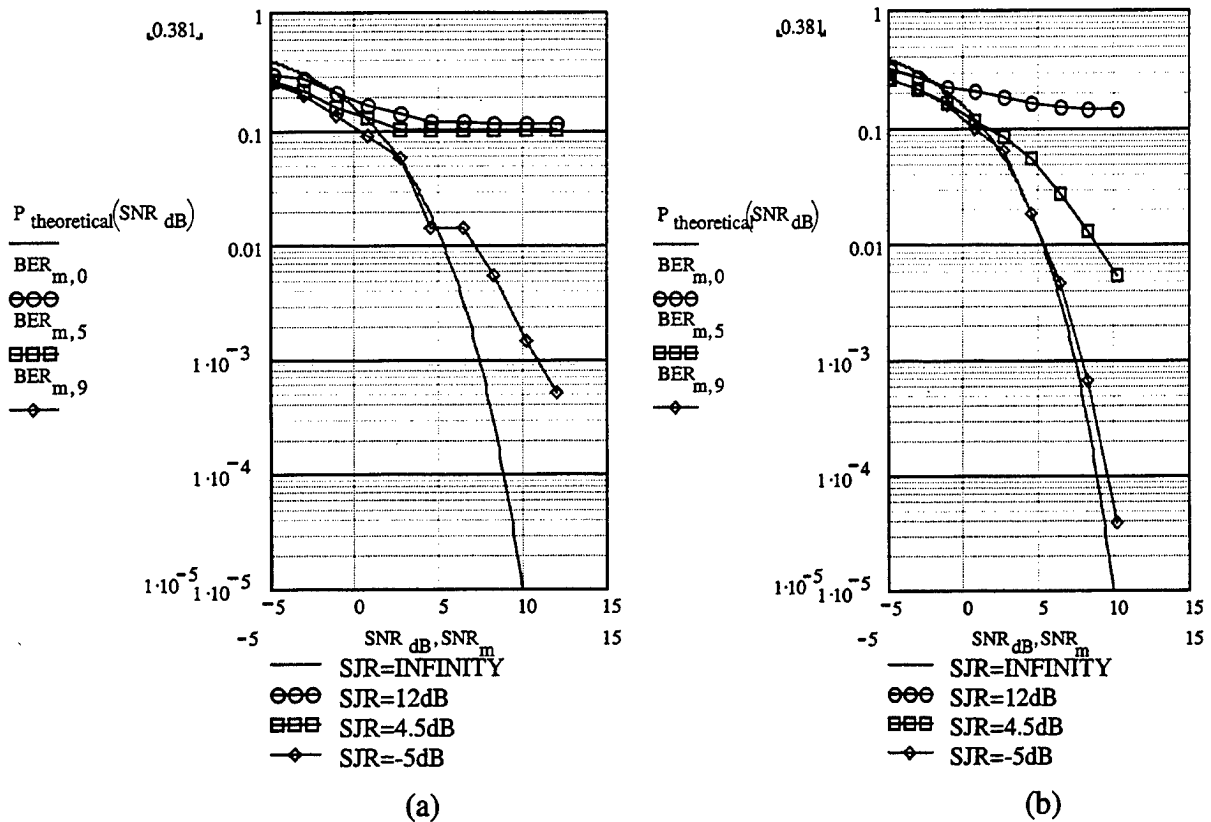 1
⌞0.381⌟
0.1
P theoretical(SNR dB)
0.01
BER m,0
BER m,5
1·10⁻³
BER m,9
1·10⁻⁴
1·10⁻⁵ 1·10⁻⁵
−5 0 5 10 15
−5 SNR dB, SNR m 15
SJR=INFINITY
SJR=12dB
SJR=4.5dB
SJR=-5dB
(a)
1
⌞0.381⌟
0.1
P theoretical(SNR dB)
0.01
BER m,0
BER m,5
1·10⁻³
BER m,9
1·10⁻⁴
1·10⁻⁵ 1·10⁻⁵
−5 0 5 10 15
−5 SNR dB, SNR m 15
SJR=INFINITY
SJR=12dB
SJR=4.5dB
SJR=-5dB
(b)